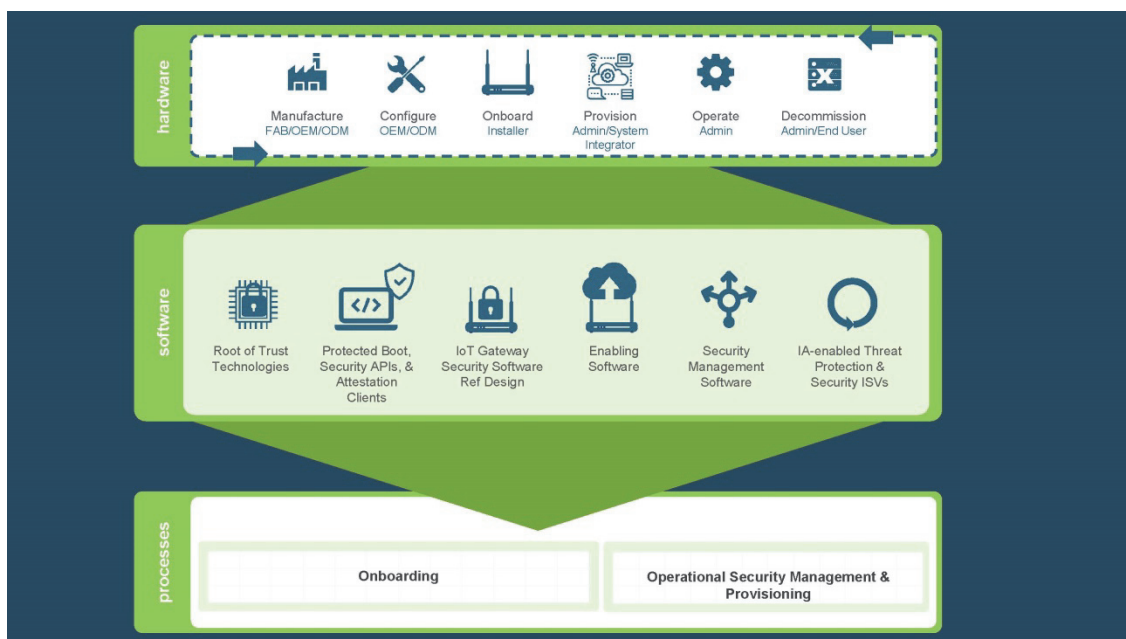 hardware
Manufacture
FAB/OEM/ODM
Configure
OEM/ODM
Onboard
Installer
Provision
Admin/System
Integrator
Operate
Admin
Decommission
Admin/End User
software
Root of Trust
Technologies
Protected Boot,
Security APIs, &
Attestation
Clients
</>
IoT Gateway
Security Software
Ref Design
Enabling
Software
Security
Management
Software
IA-enabled Threat
Protection &
Security ISVs
processes
Onboarding
Operational Security Management &
Provisioning